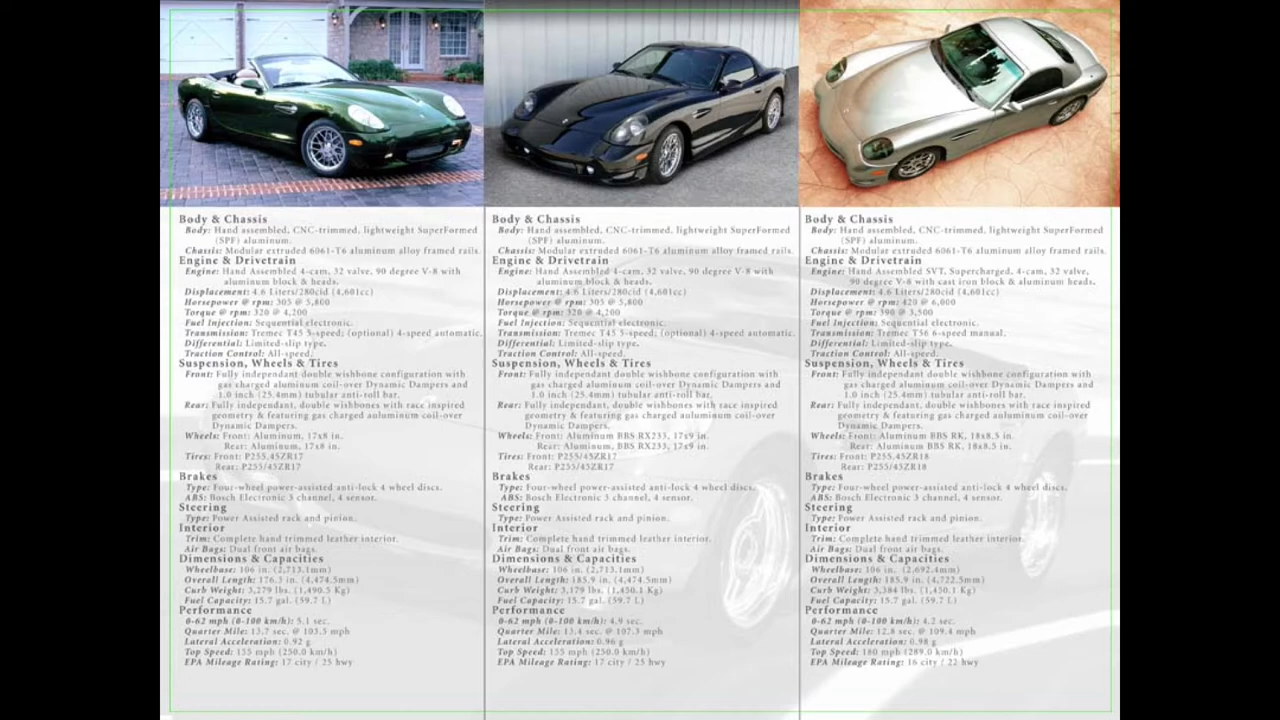 Body & Chassis
Body: Hand assembled, CNC-trimmed, lightweight SuperFormed
(SPF) aluminum.
Chassis: Modular extruded 6061-T6 aluminum alloy framed rails.
Engine & Drivetrain
Engine: Hand Assembled 4-cam, 32 valve, 90 degree V-8 with
aluminum block & heads.
Displacement: 4.6 Liters/280cid (4,601cc)
Horsepower @ rpm: 305 @ 5,800
Torque @ rpm: 320 @ 4,200
Fuel Injection: Sequential electronic.
Transmission: Tremec T45 5-speed; (optional) 4-speed automatic.
Differential: Limited-slip type.
Traction Control: All-speed.
Suspension, Wheels & Tires
Front: Fully independant double wishbone configuration with
gas charged aluminum coil-over Dynamic Dampers and
1.0 inch (25.4mm) tubular anti-roll bar.
Rear: Fully independant, double wishbones with race inspired
geometry & featuring gas charged auluminum coil-over
Dynamic Dampers.
Wheels: Front: Aluminum, 17x8 in.
Rear: Aluminum, 17x8 in.
Tires: Front: P255.45ZR17
Rear: P255/45ZR17
Brakes
Type: Four-wheel power-assisted anti-lock 4 wheel discs.
ABS: Bosch Electronic 3 channel, 4 sensor.
Steering
Type: Power Assisted rack and pinion.
Interior
Trim: Complete hand trimmed leather interior.
Air Bags: Dual front air bags.
Dimensions & Capacities
Wheelbase: 106 in. (2,713.1mm)
Overall Length: 176.3 in. (4,474.5mm)
Curb Weight: 3,279 lbs. (1,490.5 Kg)
Fuel Capacity: 15.7 gal. (59.7 L)
Performance
0-62 mph (0-100 km/h): 5.1 sec.
Quarter Mile: 13.7 sec. @ 103.5 mph
Lateral Acceleration: 0.92 g
Top Speed: 155 mph (250.0 km/h)
EPA Mileage Rating: 17 city / 25 hwy
Body & Chassis
Body: Hand assembled, CNC-trimmed, lightweight SuperFormed
(SPF) aluminum.
Chassis: Modular extruded 6061-T6 aluminum alloy framed rails.
Engine & Drivetrain
Engine: Hand Assembled 4-cam, 32 valve, 90 degree V-8 with
aluminum block & heads.
Displacement: 4.6 Liters/280cid (4,601cc)
Horsepower @ rpm: 305 @ 5,800
Torque @ rpm: 320 @ 4,200
Fuel Injection: Sequential electronic.
Transmission: Tremec T45 5-speed; (optional) 4-speed automatic.
Differential: Limited-slip type.
Traction Control: All-speed.
Suspension, Wheels & Tires
Front: Fully independant double wishbone configuration with
gas charged aluminum coil-over Dynamic Dampers and
1.0 inch (25.4mm) tubular anti-roll bar.
Rear: Fully independant, double wishbones with race inspired
geometry & featuring gas charged auluminum coil-over
Dynamic Dampers.
Wheels: Front: Aluminum BBS RX233, 17x9 in.
Rear: Aluminum, BBS RX233, 17x9 in.
Tires: Front: P255/45ZR17
Rear: P255/45ZR17
Brakes
Type: Four-wheel power-assisted anti-lock 4 wheel discs.
ABS: Bosch Electronic 3 channel, 4 sensor.
Steering
Type: Power Assisted rack and pinion.
Interior
Trim: Complete hand trimmed leather interior.
Air Bags: Dual front air bags.
Dimensions & Capacities
Wheelbase: 106 in. (2,713.1mm)
Overall Length: 185.9 in. (4,474.5mm)
Curb Weight: 3,179 lbs. (1,450.1 Kg)
Fuel Capacity: 15.7 gal. (59.7 L)
Performance
0-62 mph (0-100 km/h): 4.9 sec.
Quarter Mile: 13.4 sec. @ 107.3 mph
Lateral Acceleration: 0.96 g
Top Speed: 155 mph (250.0 km/h)
EPA Mileage Rating: 17 city / 25 hwy
Body & Chassis
Body: Hand assembled, CNC-trimmed, lightweight SuperFormed
(SPF) aluminum.
Chassis: Modular extruded 6061-T6 aluminum alloy framed rails.
Engine & Drivetrain
Engine: Hand Assembled SVT, Supercharged, 4-cam, 32 valve,
90 degree V-8 with cast iron block & aluminum heads.
Displacement: 4.6 Liters/280cid (4,601cc)
Horsepower @ rpm: 420 @ 6,000
Torque @ rpm: 390 @ 3,500
Fuel Injection: Sequential electronic.
Transmission: Tremec T56 6-speed manual.
Differential: Limited-slip type.
Traction Control: All-speed.
Suspension, Wheels & Tires
Front: Fully independant double wishbone configuration with
gas charged aluminum coil-over Dynamic Dampers and
1.0 inch (25.4mm) tubular anti-roll bar.
Rear: Fully independant, double wishbones with race inspired
geometry & featuring gas charged auluminum coil-over
Dynamic Dampers.
Wheels: Front: Aluminum BBS RK, 18x8.5 in.
Rear: Aluminum BBS RK, 18x8.5 in.
Tires: Front: P255.45ZR18
Rear: P255/45ZR18
Brakes
Type: Four-wheel power-assisted anti-lock 4 wheel discs.
ABS: Bosch Electronic 3 channel, 4 sensor.
Steering
Type: Power Assisted rack and pinion.
Interior
Trim: Complete hand trimmed leather interior.
Air Bags: Dual front air bags.
Dimensions & Capacities
Wheelbase: 106 in. (2,692.4mm)
Overall Length: 185.9 in. (4,722.5mm)
Curb Weight: 3,384 lbs. (1,450.1 Kg)
Fuel Capacity: 15.7 gal. (59.7 L)
Performance
0-62 mph (0-100 km/h): 4.2 sec.
Quarter Mile: 12.8 sec. @ 109.4 mph
Lateral Acceleration: 0.98 g
Top Speed: 180 mph (289.0 km/h)
EPA Mileage Rating: 16 city / 22 hwy